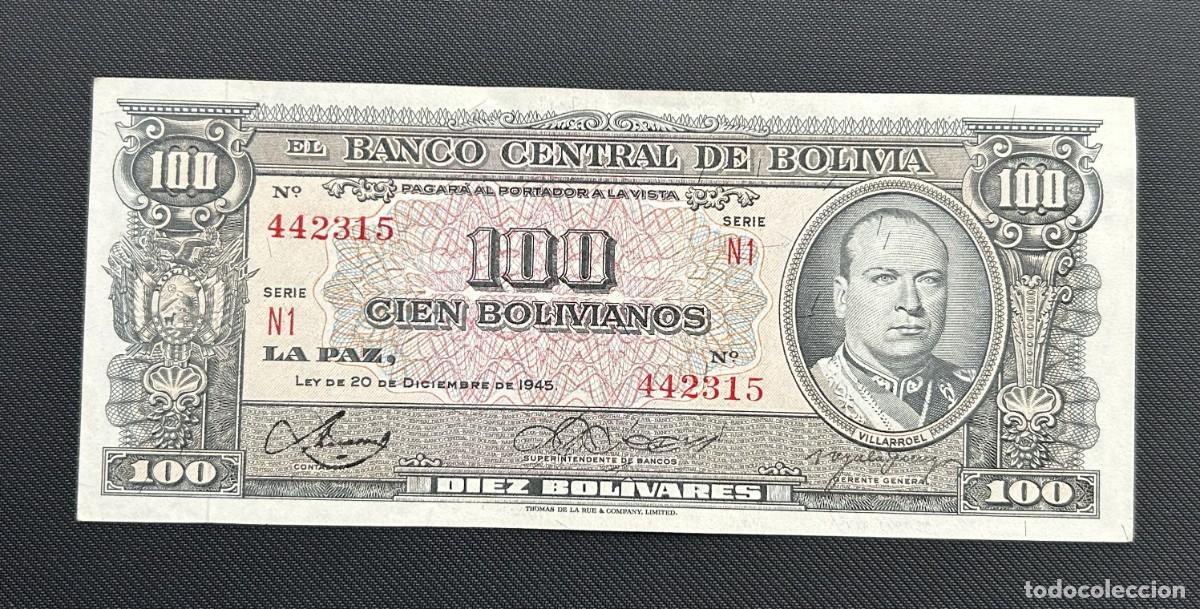 EL BANCO CENTRAL DE BOLIVIA
100
100
Nº
PAGARÁ AL PORTADOR A LA VISTA
442315
100
SERIE
N1
SERIE
N1
CIEN BOLIVIANOS
LA PAZ,
Nº
LEY DE 20 DE DICIEMBRE DE 1945.
442315
VILLARROEL
SUPERINTENDENTE DE BANCOS
GERENTE GENERAL
100
DIEZ BOLÍVARES
100
THOMAS DE LA RUE & COMPANY, LIMITED.
todocoleccion